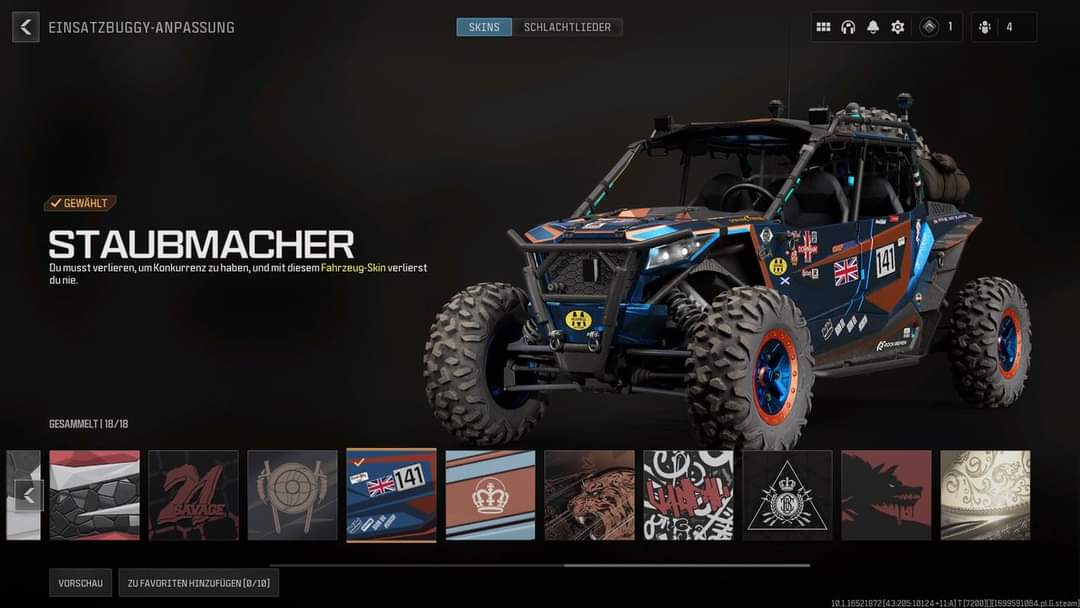 EINSATZBUGGY-ANPASSUNG
SKINS
SCHLACHTLIEDER
1
4
GEWÄHLT
STAUBMACHER
Du musst verlieren, um Konkurrenz zu haben, und mit diesem Fahrzeug-Skin verlierst
du nie.
141
GESAMMELT | 18/18
21
SAVAGE
141
VORSCHAU
ZU FAVORITEN HINZUFÜGEN [0/10]
10.1.16521872 [43:205:10124+11:A] T [7200][][1699591064.pl.G.steam]